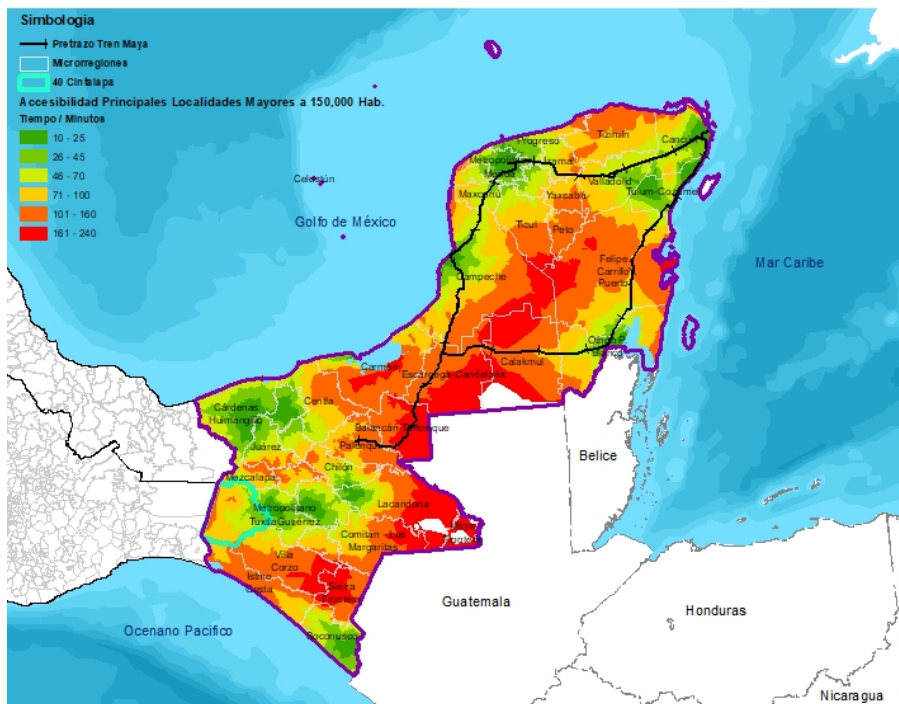 Simbologia
Pretrazo Tren Maya
Microrregiones
40 Cintalapa
Accesibilidad Principales Localidades Mayores a 150,000 Hab.
Tiempo / Minutos
10 - 25
26 - 45
46 - 70
71 - 100
101 - 160
161 - 240
Celestún
Golfo de México
Mar Caribe
Oceano Pacifico
Progreso
Tizimín
Cancún
Metropolitano
Mérida
Izamal
Valladolid
Tulum-Cozumel
Maxcanú
Yaxcabá
Ticul
Peto
Felipe
Carrillo
Puerto
Campeche
Othón P.
Blanco
Calakmul
Carmen
Escárcega-Candelaria
Centla
Cárdenas
Huimanguillo
Balancán-Tenosique
Palenque
Juárez
Chilón
Mezcalapa
Metropolitano
Tuxtla Gutiérrez
Lacandona
Comitán - Las
Margaritas
Villa
Corzo
Istmo
Costa
Sierra
Soconusco
Belice
Guatemala
Honduras
Nicaragua